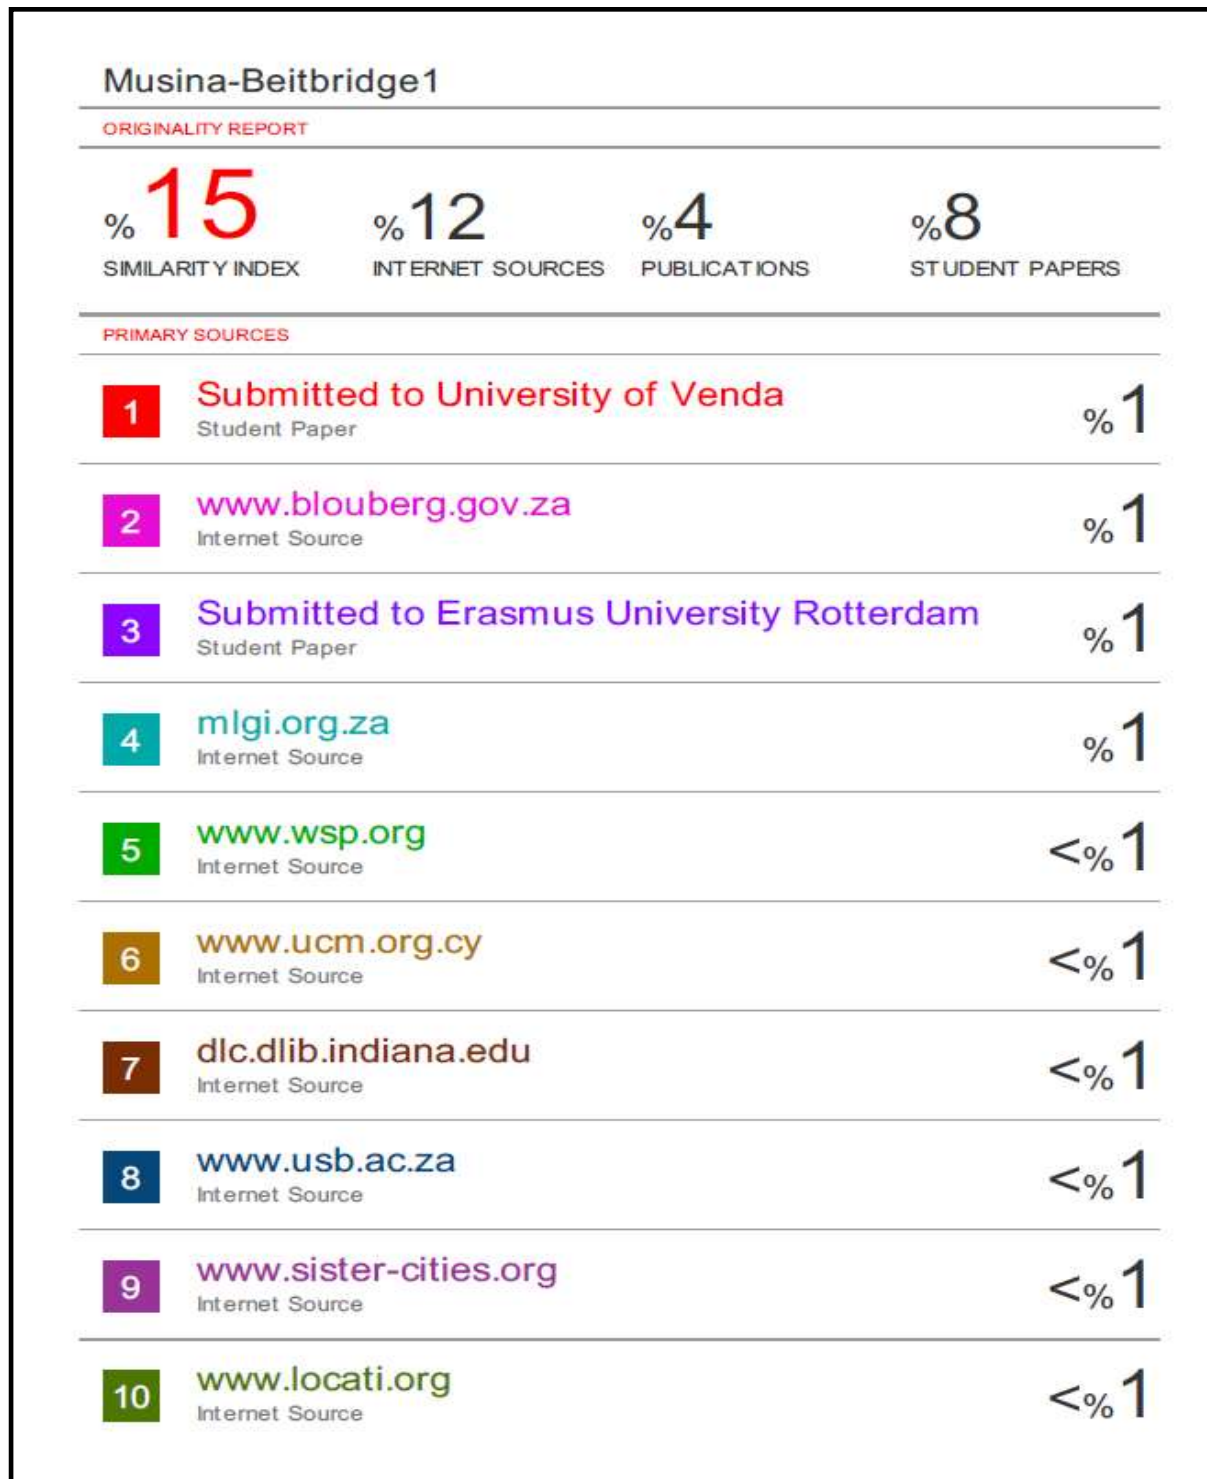 Musina-Beitbridge1
ORIGINALITY REPORT
%15 %12 %4 %8
SIMILARITY INDEX INTERNET SOURCES PUBLICATIONS STUDENT PAPERS
PRIMARY SOURCES
1 Submitted to University of Venda
Student Paper
%1
2 www.blouberg.gov.za
Internet Source
%1
3 Submitted to Erasmus University Rotterdam
Student Paper
%1
4 mlgi.org.za
Internet Source
%1
5 www.wsp.org
Internet Source
<%1
6 www.ucm.org.cy
Internet Source
<%1
7 dlc.dlib.indiana.edu
Internet Source
<%1
8 www.usb.ac.za
Internet Source
<%1
9 www.sister-cities.org
Internet Source
<%1
10 www.locati.org
Internet Source
<%1